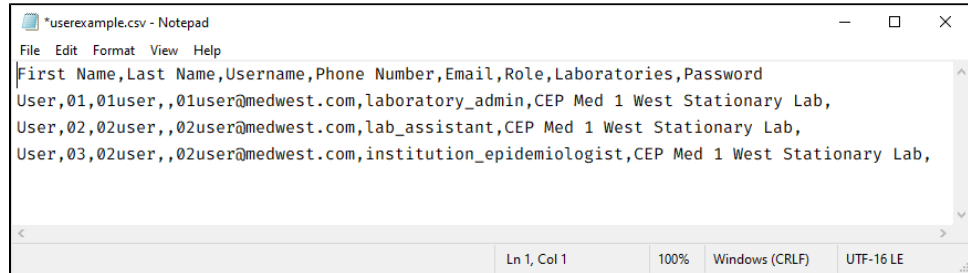 *userexample.csv - Notepad
File Edit Format View Help
First Name,Last Name,Username,Phone Number,Email,Role,Laboratories,Password
User,01,01user,,01user@medwest.com,laboratory_admin,CEP Med 1 West Stationary Lab,
User,02,02user,,02user@medwest.com,lab_assistant,CEP Med 1 West Stationary Lab,
User,03,02user,,02user@medwest.com,institution_epidemiologist,CEP Med 1 West Stationary Lab,
Ln 1, Col 1 100% Windows (CRLF) UTF-16 LE